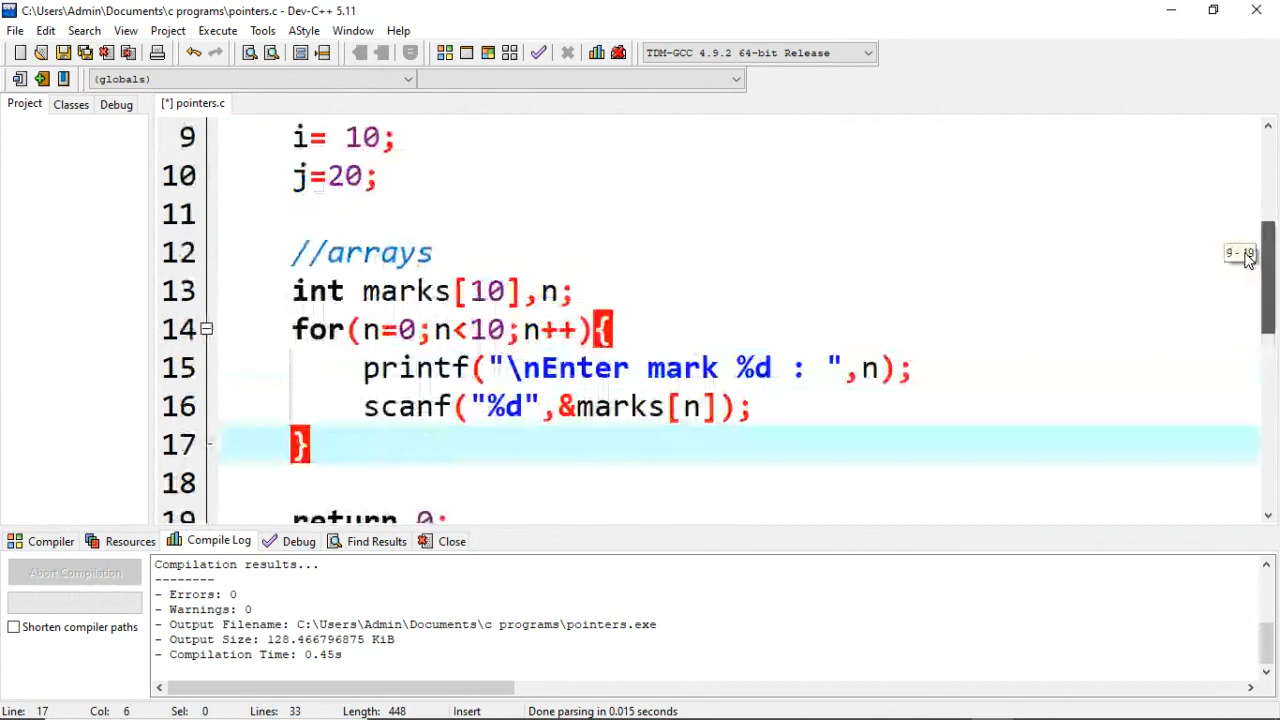 C:\Users\Admin\Documents\c programs\pointers.c - Dev-C++ 5.11
File Edit Search View Project Execute Tools AStyle Window Help
TDM-GCC 4.9.2 64-bit Release
(globals)
Project Classes Debug [*] pointers.c
9 i= 10;
10 j=20;
11
12 //arrays
13 int marks[10],n;
14 for(n=0;n<10;n++){
15 printf("\nEnter mark %d : ",n);
16 scanf("%d",&marks[n]);
17 }
18
19 return 0;
9 - 19
Compiler Resources Compile Log Debug Find Results Close
Abort Compilation
Shorten compiler paths
Compilation results...
--------
- Errors: 0
- Warnings: 0
- Output Filename: C:\Users\Admin\Documents\c programs\pointers.exe
- Output Size: 128.466796875 KiB
- Compilation Time: 0.45s
Line: 17 Col: 6 Sel: 0 Lines: 33 Length: 448 Insert Done parsing in 0.015 seconds